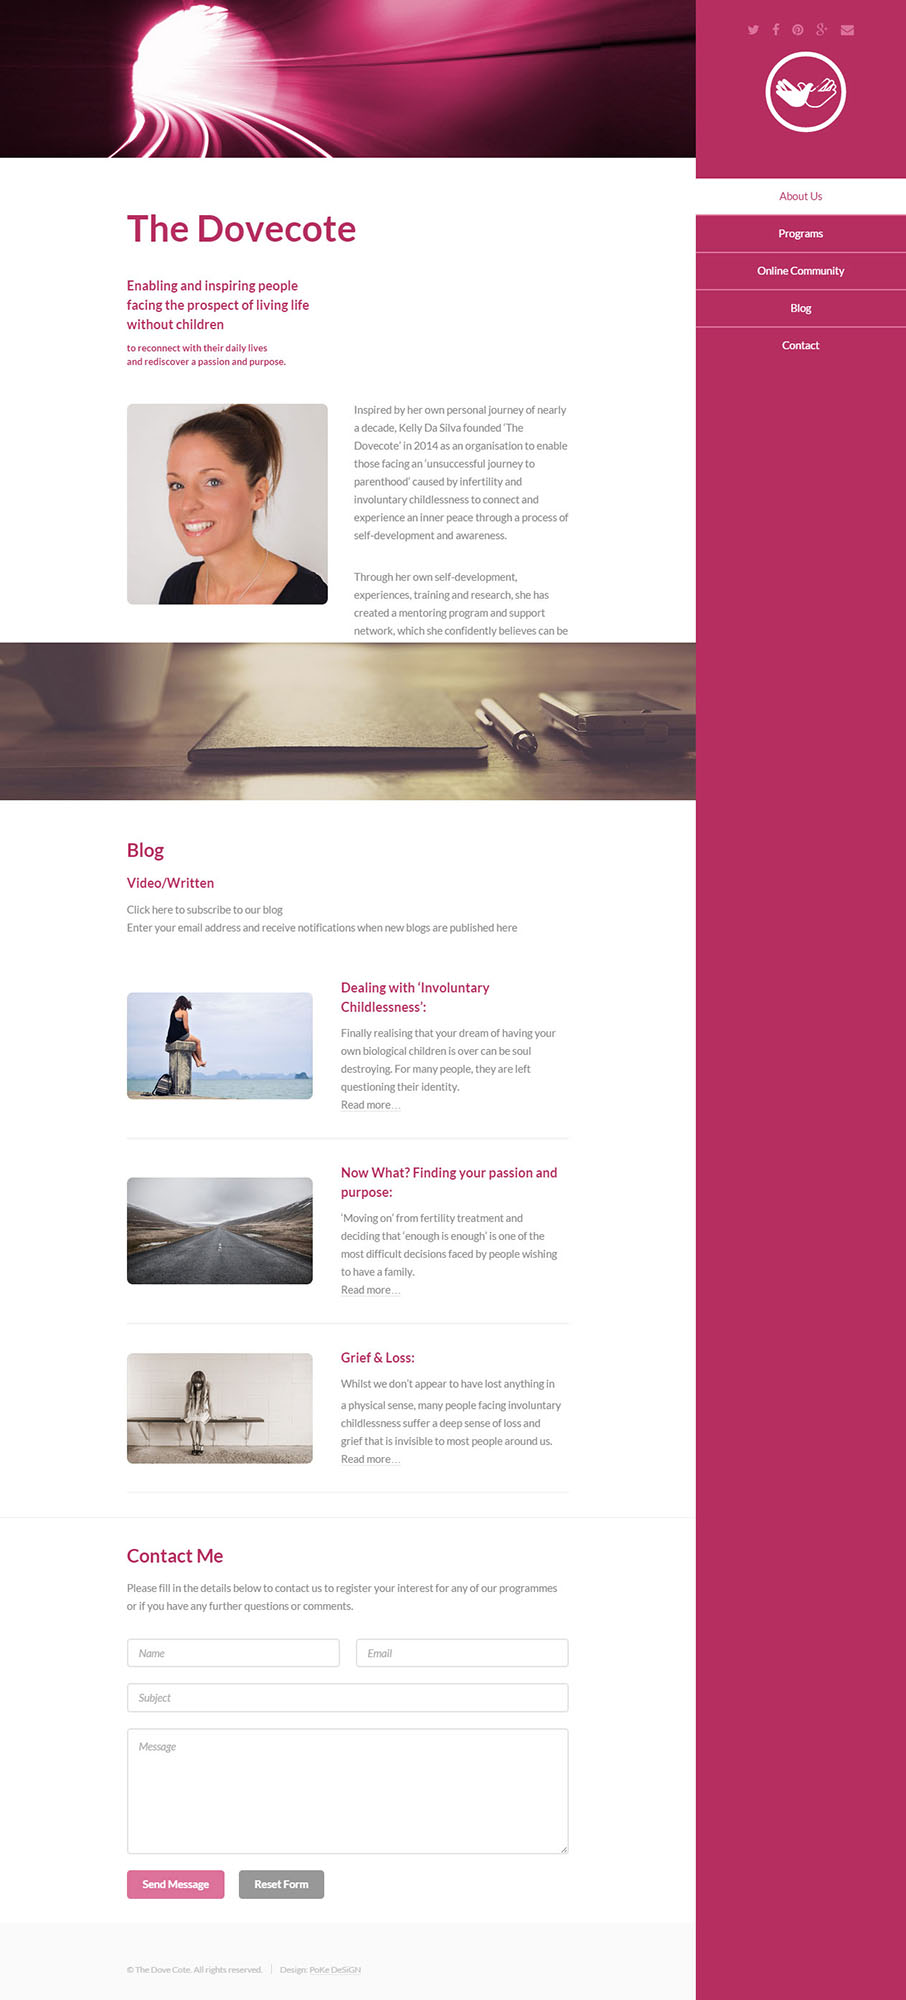 The Dovecote
Enabling and inspiring people
facing the prospect of living life
without children
to reconnect with their daily lives
and rediscover a passion and purpose.
Inspired by her own personal journey of nearly
a decade, Kelly Da Silva founded ‘The
Dovecote’ in 2014 as an organisation to enable
those facing an ‘unsuccessful journey to
parenthood’ caused by infertility and
involuntary childlessness to connect and
experience an inner peace through a process of
self-development and awareness.
Through her own self-development,
experiences, training and research, she has
created a mentoring program and support
network, which she confidently believes can be
Blog
Video/Written
Click here to subscribe to our blog
Enter your email address and receive notifications when new blogs are published here
Dealing with ‘Involuntary
Childlessness’:
Finally realising that your dream of having your
own biological children is over can be soul
destroying. For many people, they are left
questioning their identity.
Read more…
Now What? Finding your passion and
purpose:
‘Moving on’ from fertility treatment and
deciding that ‘enough is enough’ is one of the
most difficult decisions faced by people wishing
to have a family.
Read more…
Grief & Loss:
Whilst we don’t appear to have lost anything in
a physical sense, many people facing involuntary
childlessness suffer a deep sense of loss and
grief that is invisible to most people around us.
Read more…
Contact Me
Please fill in the details below to contact us to register your interest for any of our programmes
or if you have any further questions or comments.
Name
Email
Subject
Message
Send Message
Reset Form
© The Dove Cote. All rights reserved. | Design: PoKe DeSiGN
About Us
Programs
Online Community
Blog
Contact